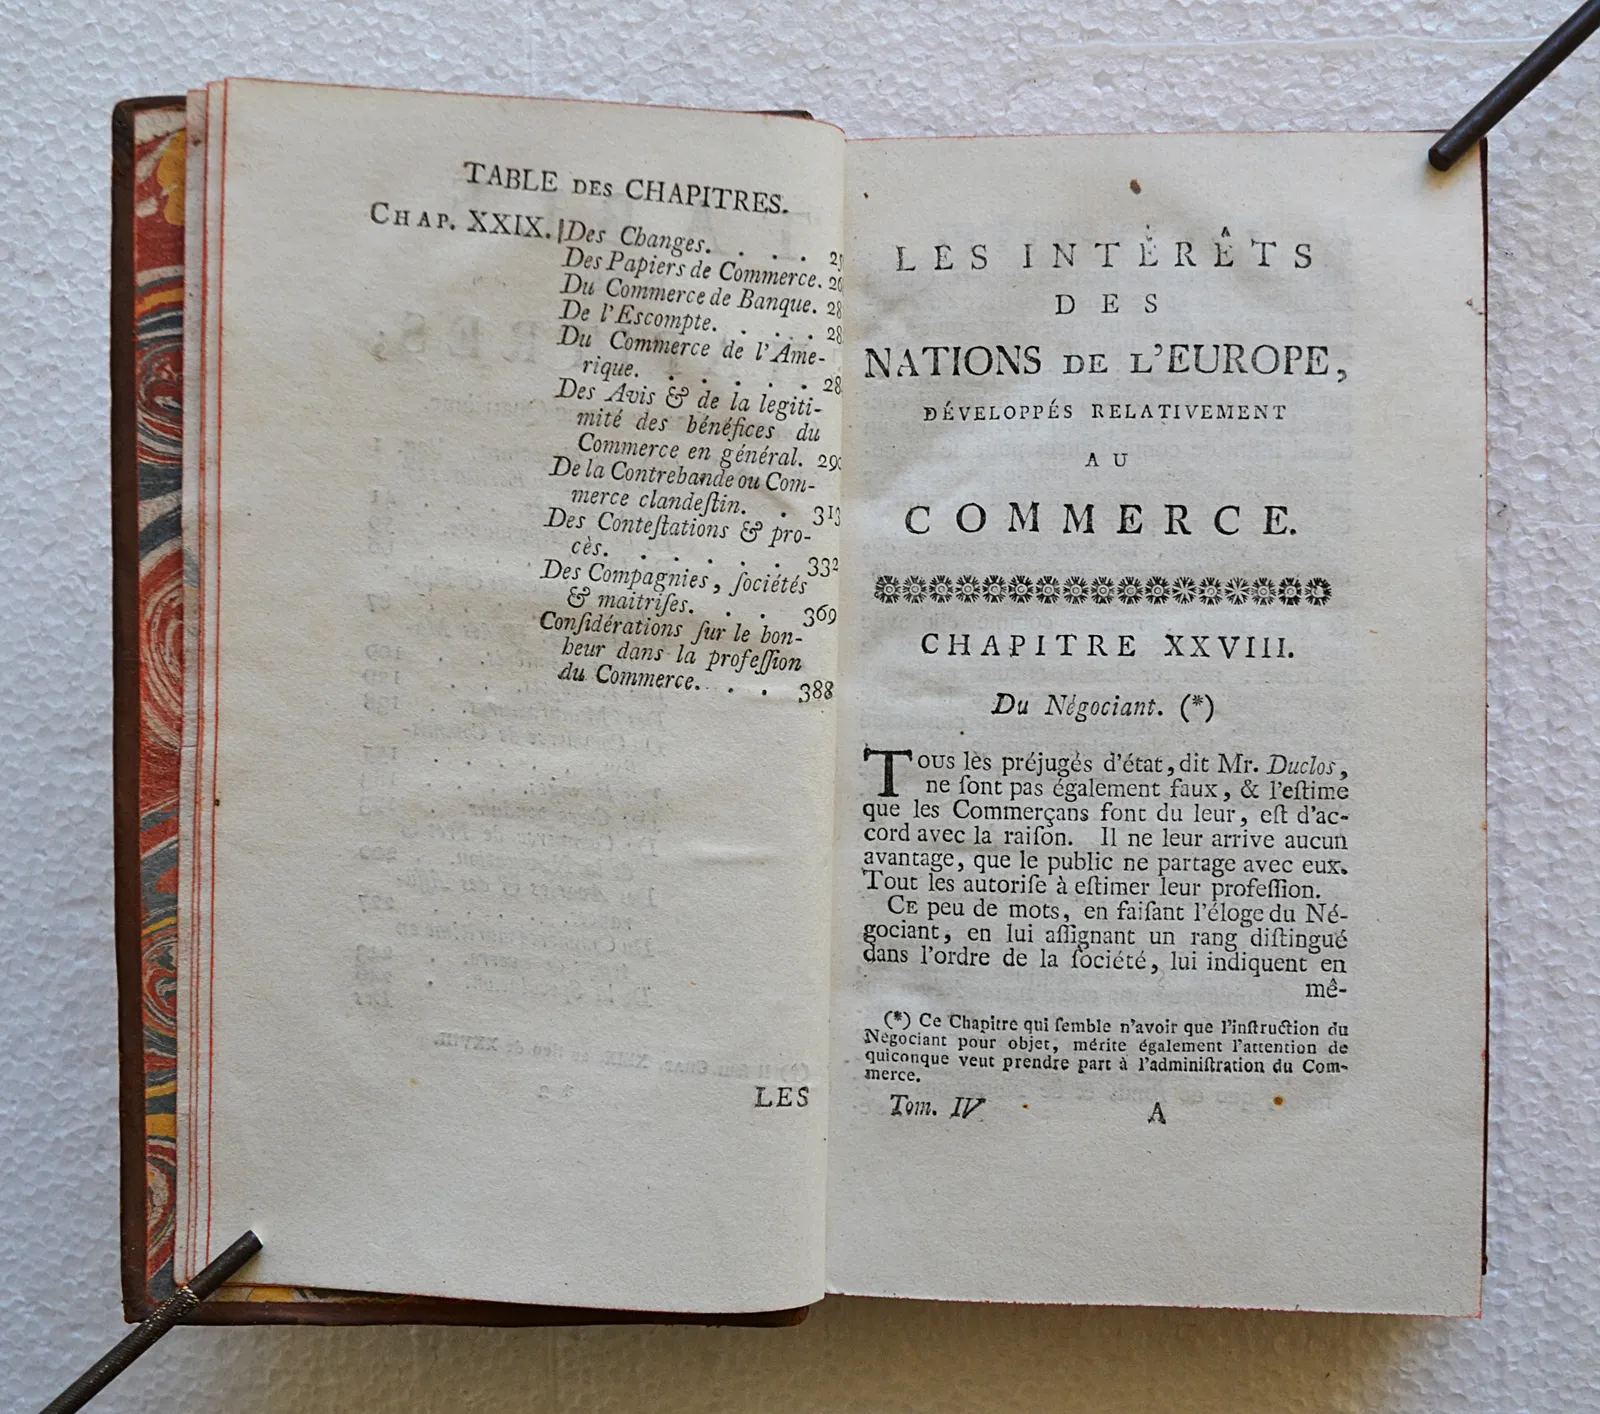 TABLE DES CHAPITRES.
CHAP. XXIX. Des Changes. . . . .
Des Papiers de Commerce.
Du Commerce de Banque.
De l'Escompte. . . . .
Du Commerce de l'Ame-
rique. . . . . . .
Des Avis & de la legiti-
mité des bénéfices du
Commerce en général.
De la Contrebande ou Com-
merce clandeſtin. . 313
Des Conteſtations & pro-
cès. . . . . . 332
Des Compagnies, ſociétés
& maitriſes. . . 369
Conſidérations ſur le bon-
heur dans la profeſſion
du Commerce. . . 388
LES
LES INTÉRÊTS
DES
NATIONS DE L'EUROPE,
DÉVELOPPÉS RELATIVEMENT
AU
COMMERCE.
CHAPITRE XXVIII.
Du Négociant. (*)
Tous les préjugés d'état, dit Mr. Duclos,
ne ſont pas également faux, & l'eſtime
que les Commerçans font du leur, eſt d'ac-
cord avec la raiſon. Il ne leur arrive aucun
avantage, que le public ne partage avec eux.
Tout les autoriſe à eſtimer leur profeſſion.
CE peu de mots, en faiſant l'éloge du Né-
gociant, en lui aſſignant un rang diſtingué
dans l'ordre de la ſociété, lui indiquent en
mê-
(*) Ce Chapitre qui ſemble n'avoir que l'inſtruction du
Négociant pour objet, mérite également l'attention de
quiconque veut prendre part à l'adminiſtration du Com-
merce.
Tom. IV A